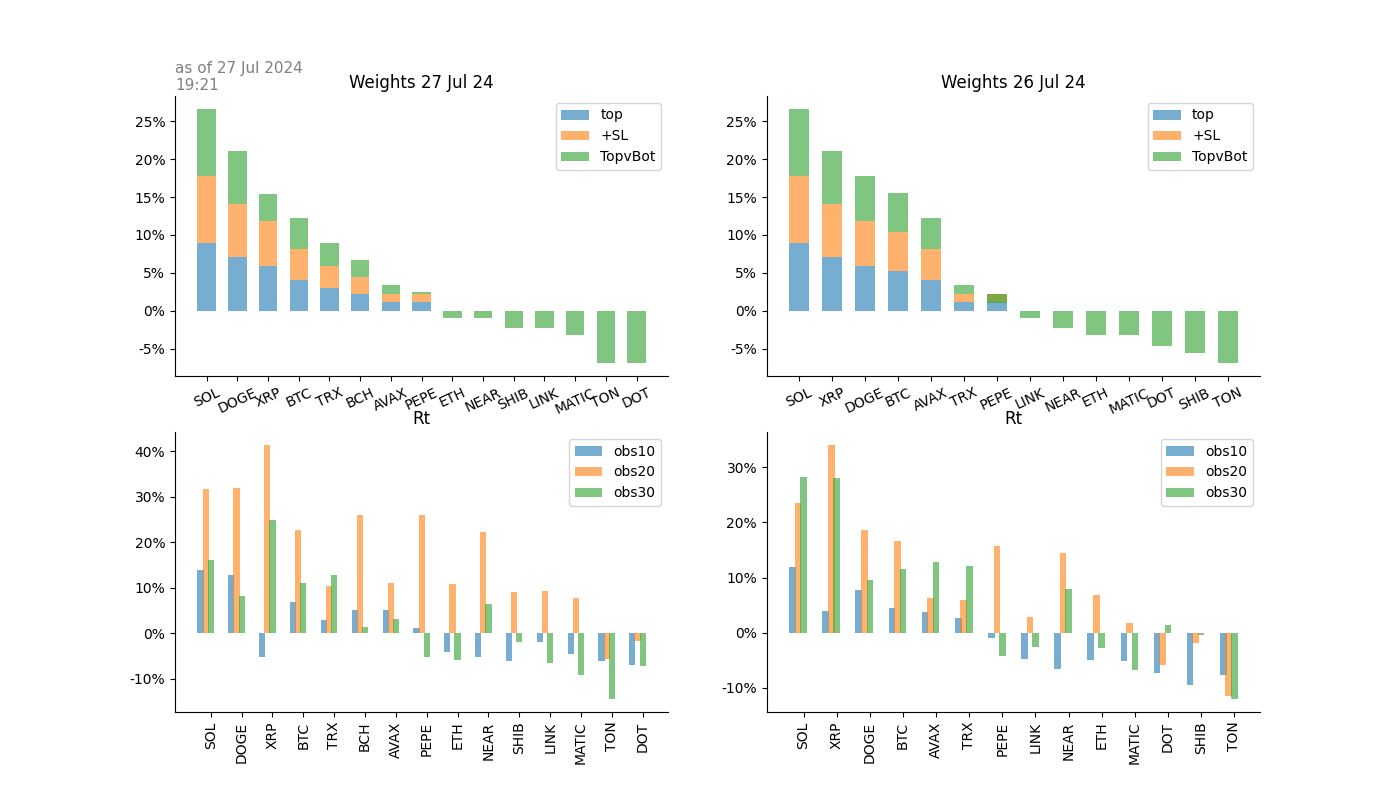 as of 27 Jul 2024
19:21
Weights 27 Jul 24
25%
20%
15%
10%
5%
0%
-5%
top
+SL
TopvBot
SOL DOGE XRP BTC TRX BCH AVAX PEPE ETH NEAR SHIB LINK MATIC TON DOT
Weights 26 Jul 24
25%
20%
15%
10%
5%
0%
-5%
top
+SL
TopvBot
SOL XRP DOGE BTC AVAX TRX PEPE LINK NEAR ETH MATIC DOT SHIB TON
Rt
40%
30%
20%
10%
0%
-10%
obs10
obs20
obs30
SOL DOGE XRP BTC TRX BCH AVAX PEPE ETH NEAR SHIB LINK MATIC TON DOT
Rt
30%
20%
10%
0%
-10%
obs10
obs20
obs30
SOL XRP DOGE BTC AVAX TRX PEPE LINK NEAR ETH MATIC DOT SHIB TON